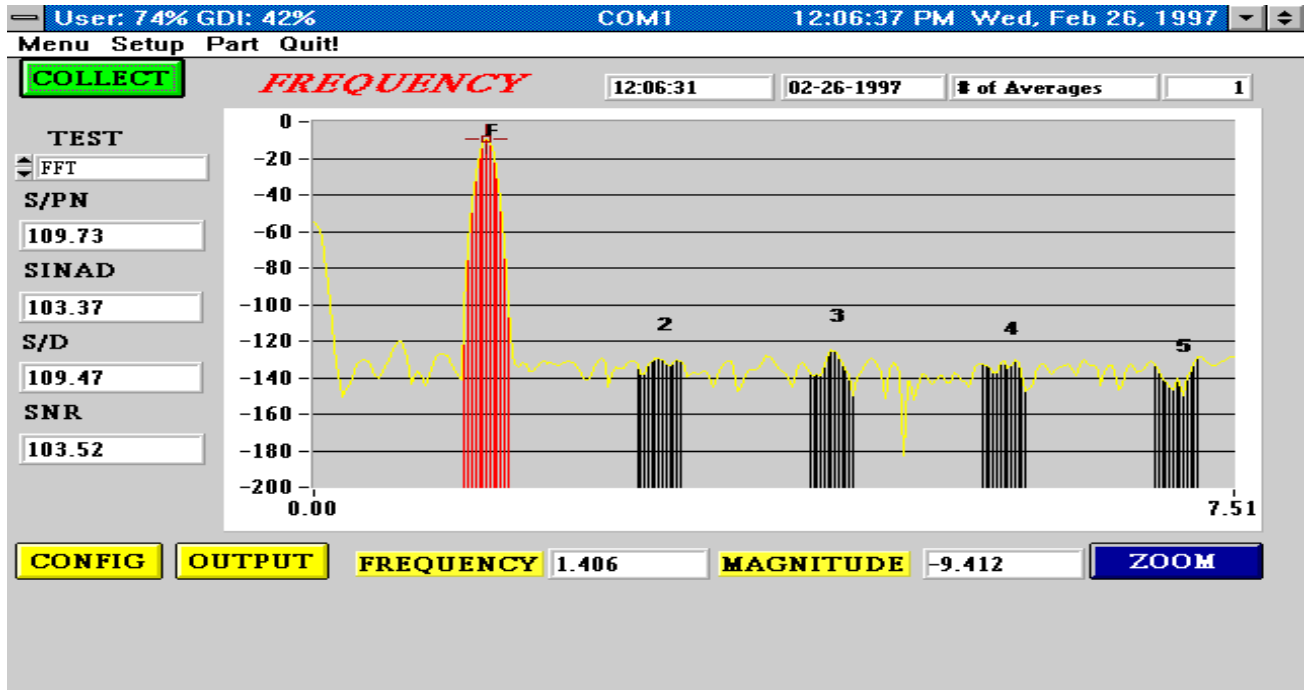 User: 74% GDI: 42% COM1 12:06:37 PM Wed, Feb 26, 1997
Menu Setup Part Quit!
COLLECT
FREQUENCY
12:06:31
02-26-1997
# of Averages
1
TEST
FFT
S/PN
109.73
SINAD
103.37
S/D
109.47
SNR
103.52
0
-20
-40
-60
-80
-100
-120
-140
-160
-180
-200
F
2
3
4
5
0.00
7.51
CONFIG
OUTPUT
FREQUENCY
1.406
MAGNITUDE
-9.412
ZOOM